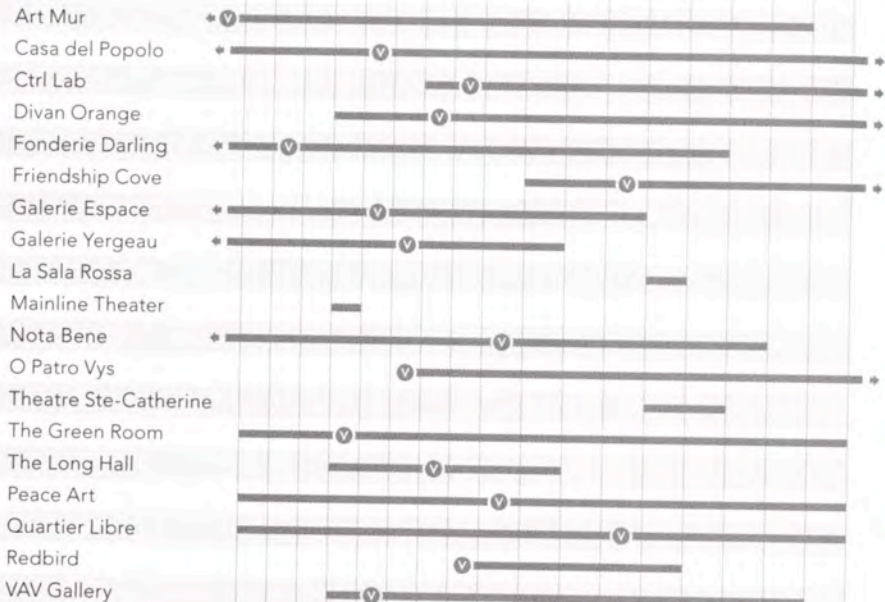 Art Mur V
Casa del Popolo V
Ctrl Lab V
Divan Orange V
Fonderie Darling V
Friendship Cove V
Galerie Espace V
Galerie Yergeau V
La Sala Rossa
Mainline Theater
Nota Bene V
O Patro Vys V
Theatre Ste-Catherine
The Green Room V
The Long Hall V
Peace Art V
Quartier Libre V
Redbird V
VAV Gallery V